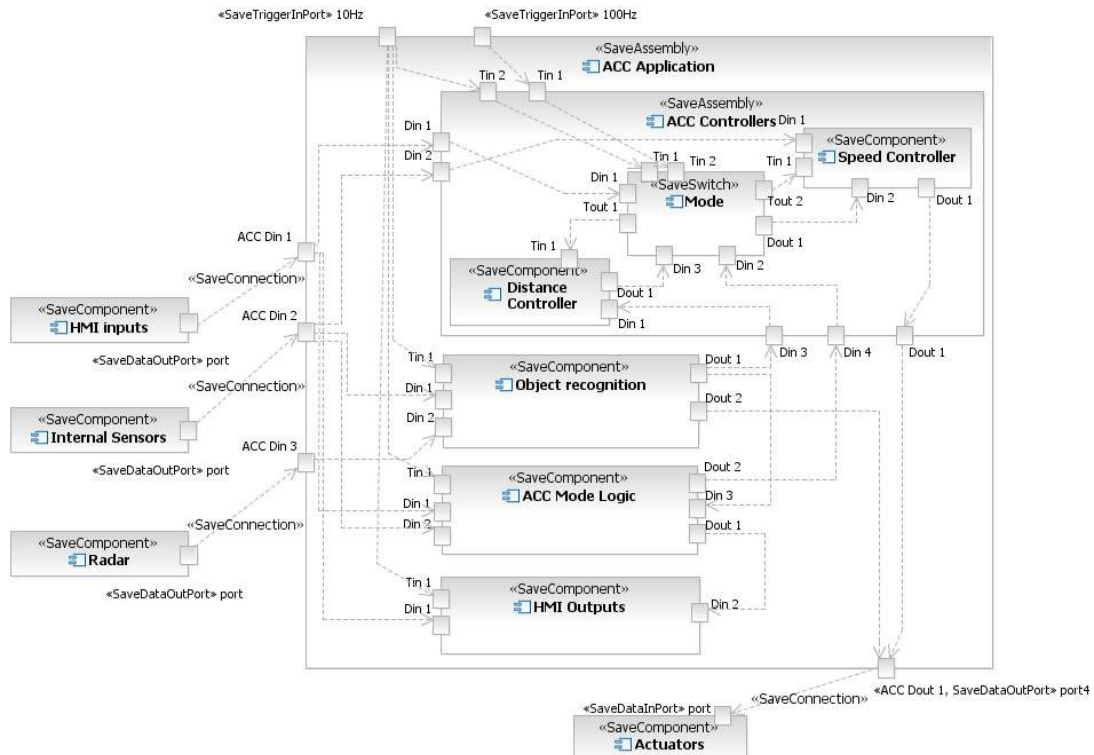 «SaveTriggerInPort» 10Hz
«SaveTriggerInPort» 100Hz
«SaveAssembly»
ACC Application
Tin 2
Tin 1
«SaveAssembly»
ACC Controllers
Din 1
Din 1
Din 2
«SaveComponent»
Speed Controller
Tin 1
Tin 1
Tin 2
Din 1
«SaveSwitch»
Mode
Tout 1
Tout 2
Din 2
Dout 1
Dout 1
Tin 1
Din 3
Din 2
«SaveComponent»
Distance
Controller
Dout 1
Din 1
Din 3
Din 4
Dout 1
ACC Din 1
«SaveConnection»
«SaveComponent»
HMI inputs
«SaveDataOutPort» port
ACC Din 2
«SaveConnection»
«SaveComponent»
Internal Sensors
«SaveDataOutPort» port
ACC Din 3
«SaveConnection»
«SaveComponent»
Radar
«SaveDataOutPort» port
Tin 1
Din 1
Din 2
«SaveComponent»
Object recognition
Dout 1
Dout 2
Tin 1
Din 1
Din 2
«SaveComponent»
ACC Mode Logic
Dout 2
Din 3
Dout 1
Tin 1
Din 1
«SaveComponent»
HMI Outputs
Din 2
«ACC Dout 1, SaveDataOutPort» port4
«SaveConnection»
«SaveDataInPort» port
«SaveComponent»
Actuators